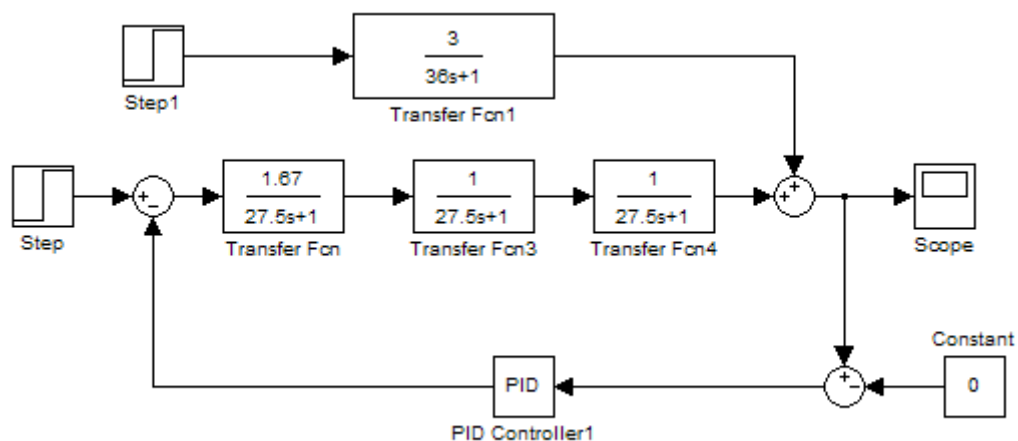 3
36s+1
Step1
Transfer Fcn1
+
−
1.67
27.5s+1
1
27.5s+1
1
27.5s+1
+
+
Step
Transfer Fcn
Transfer Fcn3
Transfer Fcn4
Scope
Constant
PID
+
−
0
PID Controller1